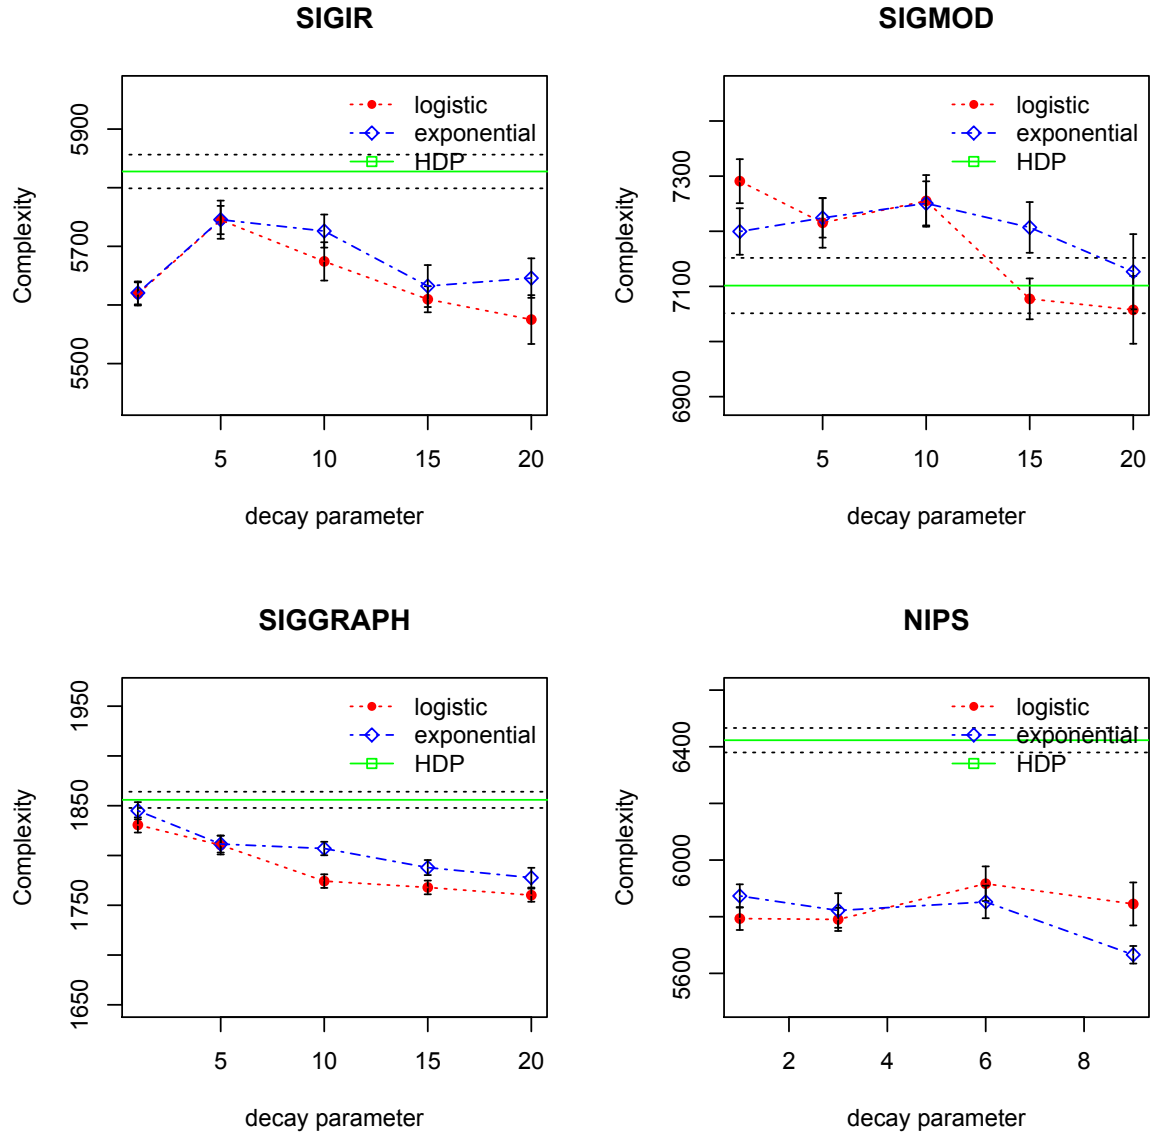 SIGIR
logistic
exponential
HDP
Complexity
5500
5700
5900
5
10
15
20
decay parameter
SIGMOD
logistic
exponential
HDP
Complexity
6900
7100
7300
5
10
15
20
decay parameter
SIGGRAPH
logistic
exponential
HDP
Complexity
1650
1750
1850
1950
5
10
15
20
decay parameter
NIPS
logistic
exponential
HDP
Complexity
5600
6000
6400
2
4
6
8
decay parameter